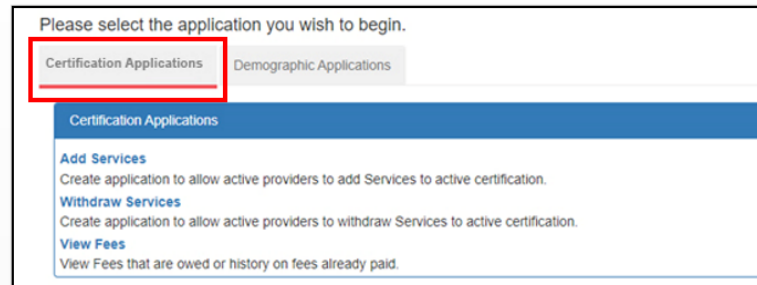 Please select the application you wish to begin.
Certification Applications
Demographic Applications
Certification Applications
Add Services
Create application to allow active providers to add Services to active certification.
Withdraw Services
Create application to allow active providers to withdraw Services to active certification.
View Fees
View Fees that are owed or history on fees already paid.